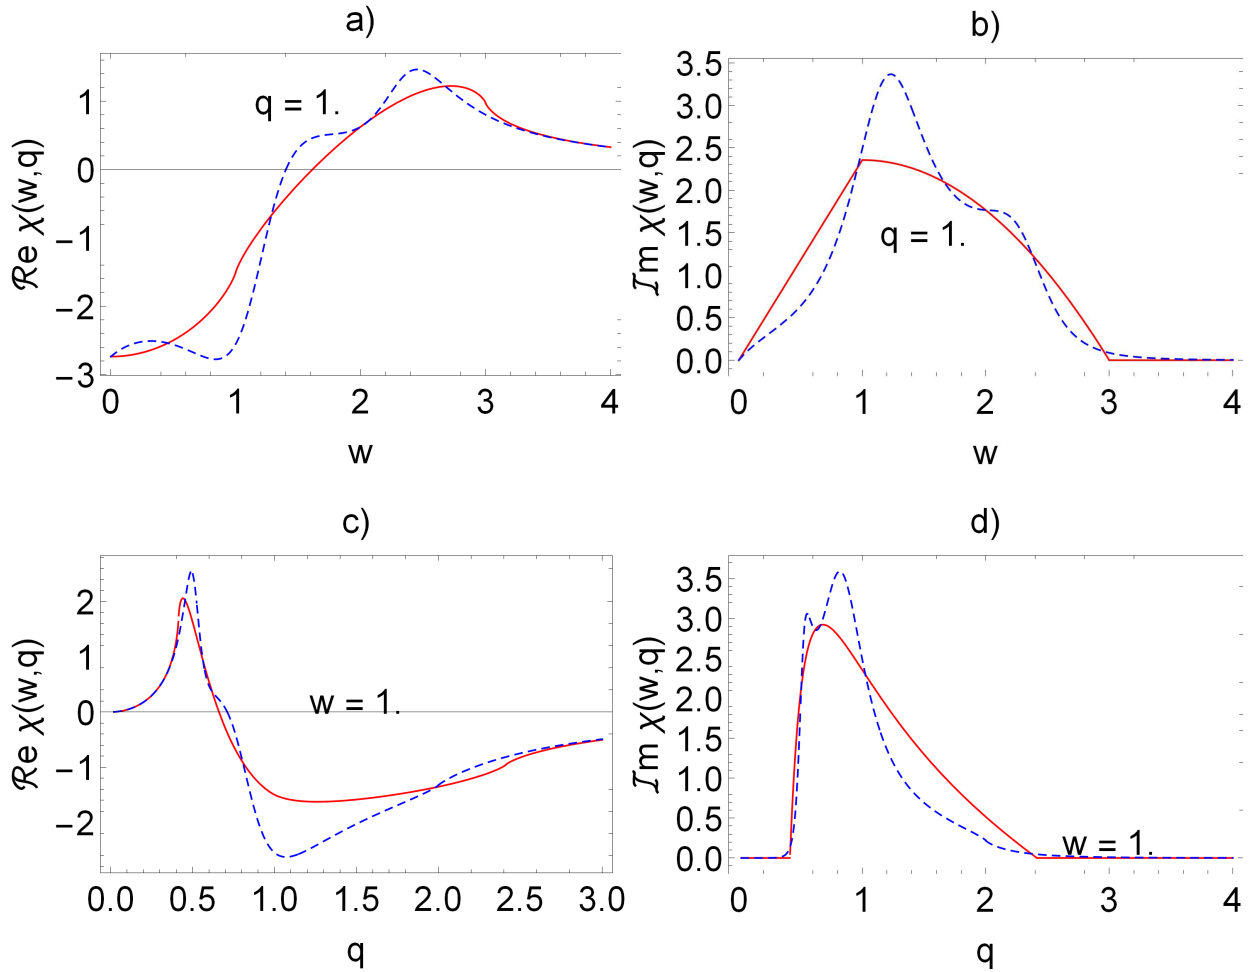 a)
ℛe χ(w,q)
1
0
−1
−2
−3
q = 1.
0 1 2 3 4
w
b)
ℐm χ(w,q)
3.5
3.0
2.5
2.0
1.5
1.0
0.5
0.0
q = 1.
0 1 2 3 4
w
c)
ℛe χ(w,q)
2
1
0
−1
−2
w = 1.
0.0 0.5 1.0 1.5 2.0 2.5 3.0
q
d)
ℐm χ(w,q)
3.5
3.0
2.5
2.0
1.5
1.0
0.5
0.0
w = 1.
0 1 2 3 4
q